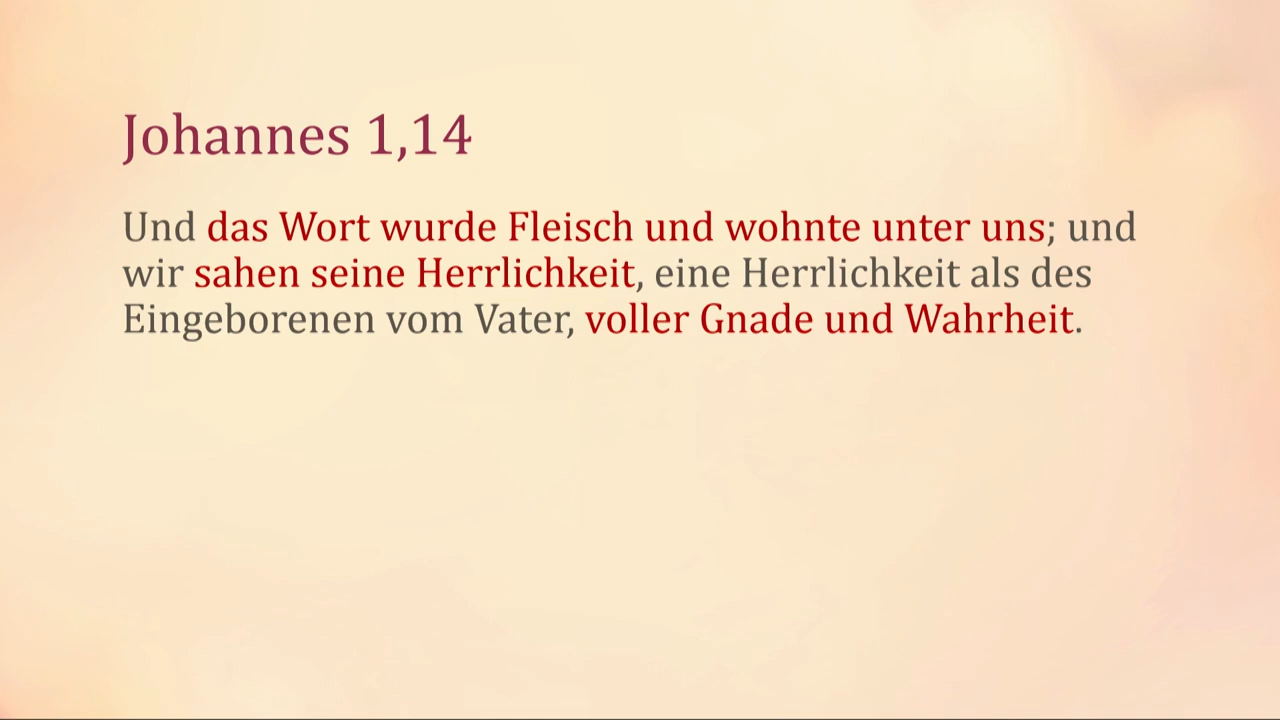 Johannes 1,14
Und das Wort wurde Fleisch und wohnte unter uns; und
wir sahen seine Herrlichkeit, eine Herrlichkeit als des
Eingeborenen vom Vater, voller Gnade und Wahrheit.